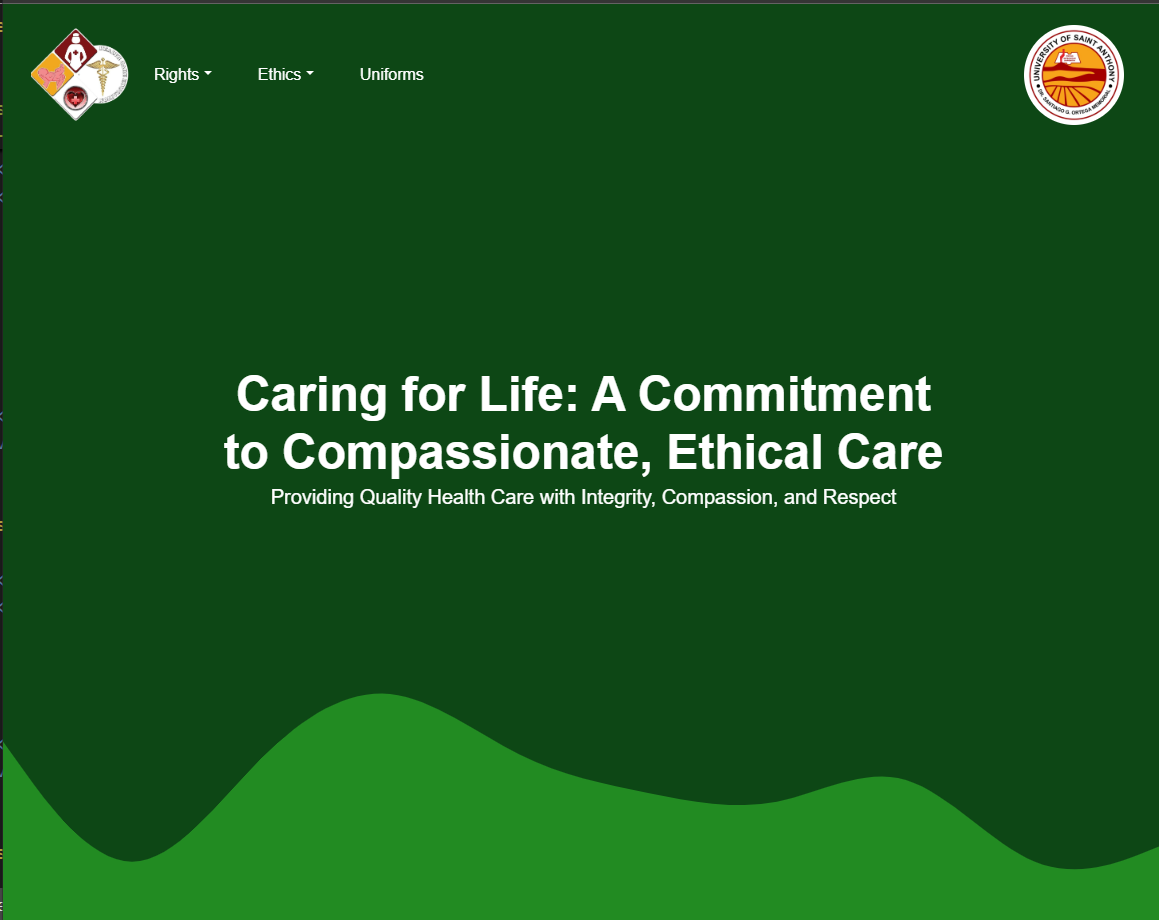 Rights
Ethics
Uniforms
UNIVERSITY OF SAINT ANTHONY
DR. SANTIAGO G. ORTEGA MEMORIAL
Caring for Life: A Commitment
to Compassionate, Ethical Care
Providing Quality Health Care with Integrity, Compassion, and Respect